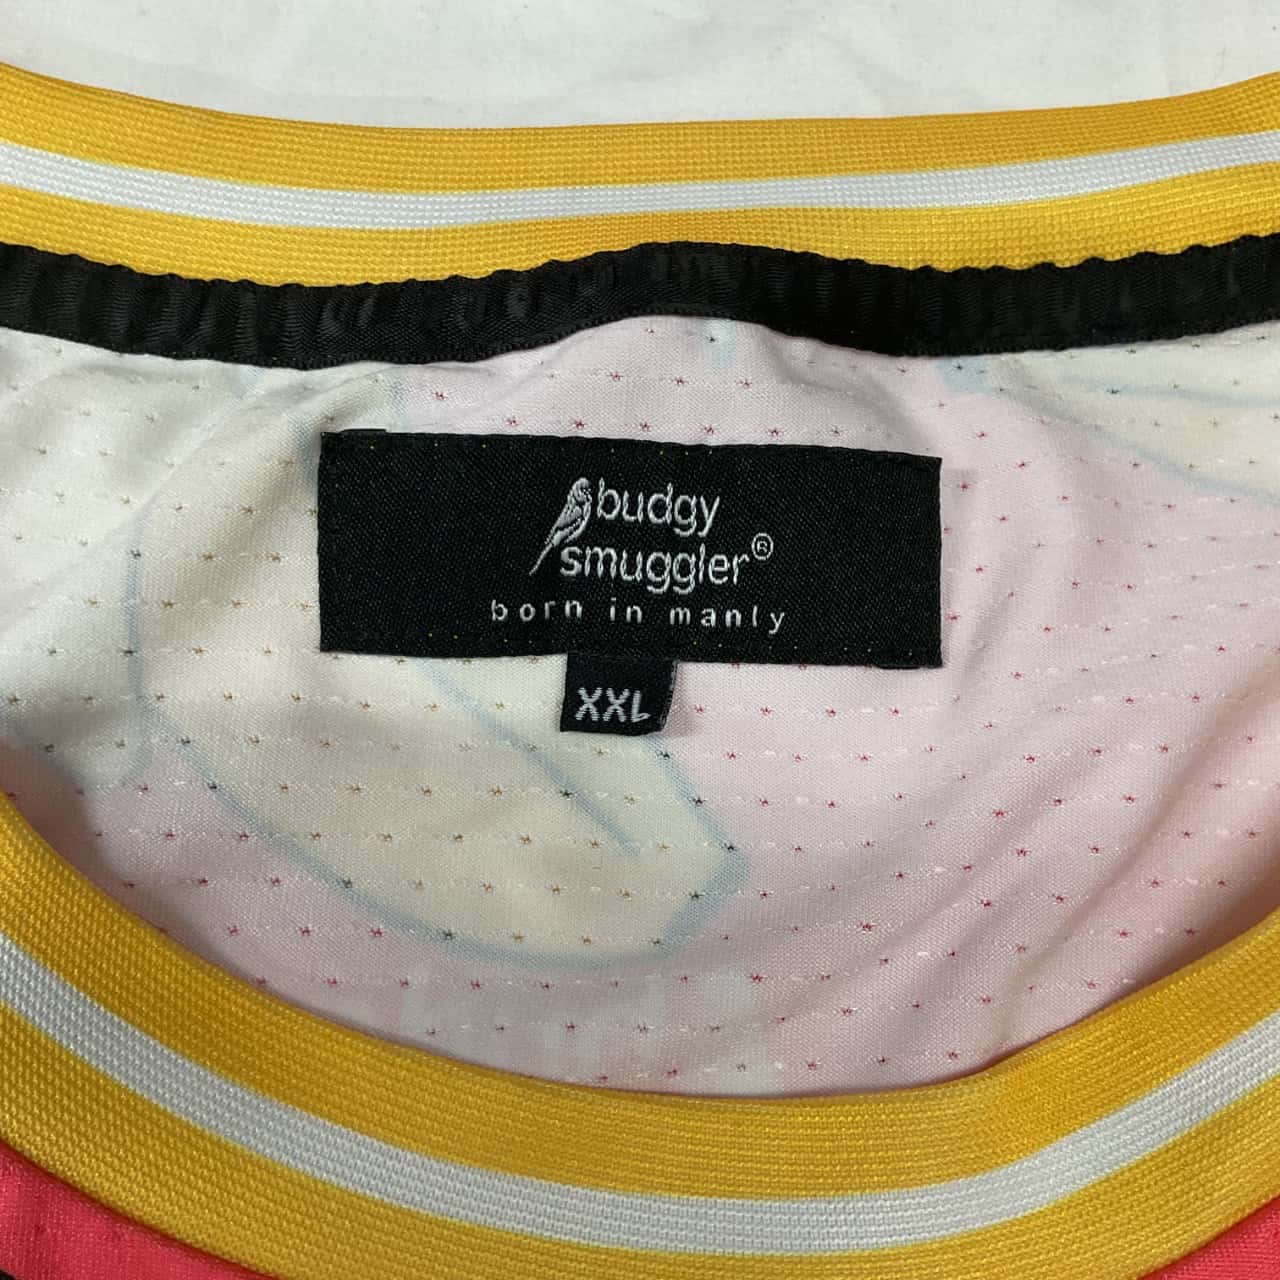 budgy
smuggler®
born in manly
XXL